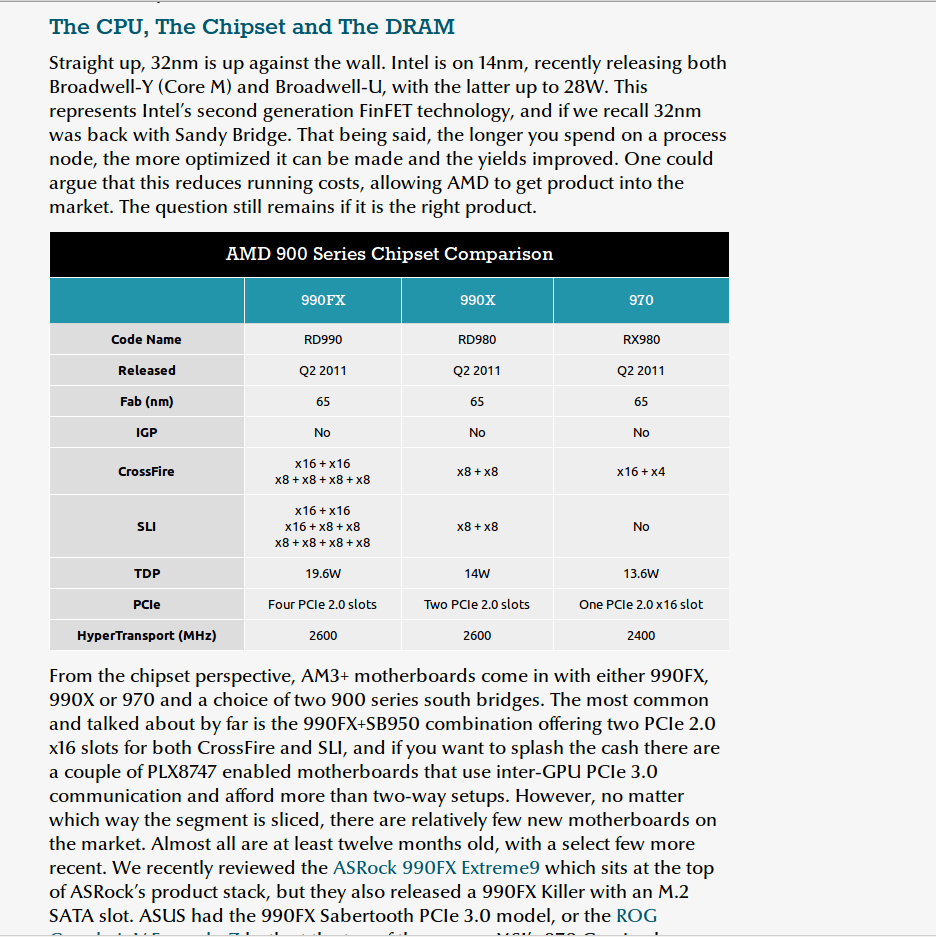 The CPU, The Chipset and The DRAM
Straight up, 32nm is up against the wall. Intel is on 14nm, recently releasing both
Broadwell-Y (Core M) and Broadwell-U, with the latter up to 28W. This
represents Intel's second generation FinFET technology, and if we recall 32nm
was back with Sandy Bridge. That being said, the longer you spend on a process
node, the more optimized it can be made and the yields improved. One could
argue that this reduces running costs, allowing AMD to get product into the
market. The question still remains if it is the right product.
AMD 900 Series Chipset Comparison
990FX 990X 970
Code Name RD990 RD980 RX980
Released Q2 2011 Q2 2011 Q2 2011
Fab (nm) 65 65 65
IGP No No No
CrossFire x16 + x16 x8 + x8 x16 + x4
x8 + x8 + x8 + x8
SLI x16 + x16 x8 + x8 No
x16 + x8 + x8
x8 + x8 + x8 + x8
TDP 19.6W 14W 13.6W
PCIe Four PCIe 2.0 slots Two PCIe 2.0 slots One PCIe 2.0 x16 slot
HyperTransport (MHz) 2600 2600 2400
From the chipset perspective, AM3+ motherboards come in with either 990FX,
990X or 970 and a choice of two 900 series south bridges. The most common
and talked about by far is the 990FX+SB950 combination offering two PCIe 2.0
x16 slots for both CrossFire and SLI, and if you want to splash the cash there are
a couple of PLX8747 enabled motherboards that use inter-GPU PCIe 3.0
communication and afford more than two-way setups. However, no matter
which way the segment is sliced, there are relatively few new motherboards on
the market. Almost all are at least twelve months old, with a select few more
recent. We recently reviewed the ASRock 990FX Extreme9 which sits at the top
of ASRock's product stack, but they also released a 990FX Killer with an M.2
SATA slot. ASUS had the 990FX Sabertooth PCIe 3.0 model, or the ROG